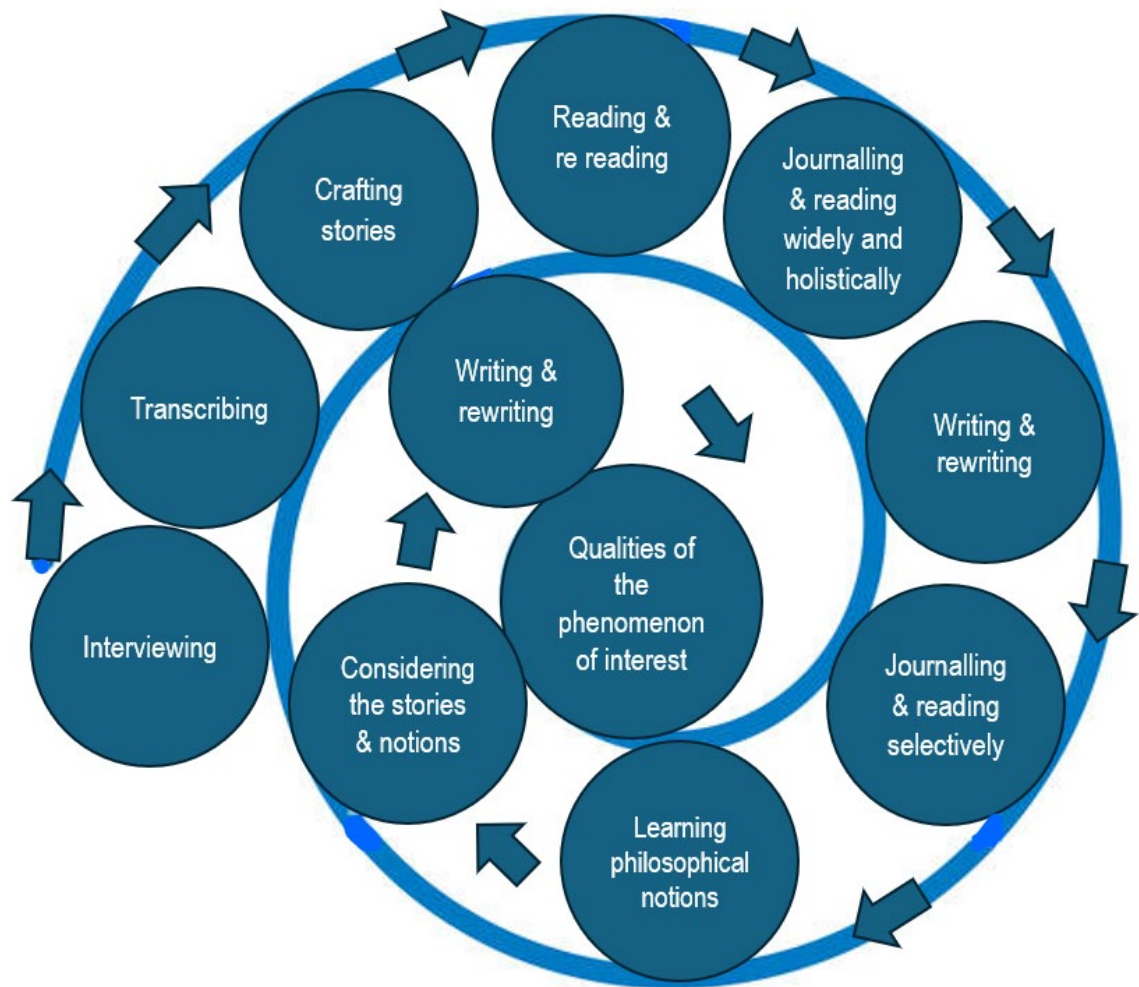 Interviewing
Transcribing
Crafting
stories
Reading &
re reading
Journalling
& reading
widely and
holistically
Writing &
rewriting
Journalling
& reading
selectively
Learning
philosophical
notions
Considering
the stories
& notions
Writing &
rewriting
Qualities of
the
phenomenon
of interest